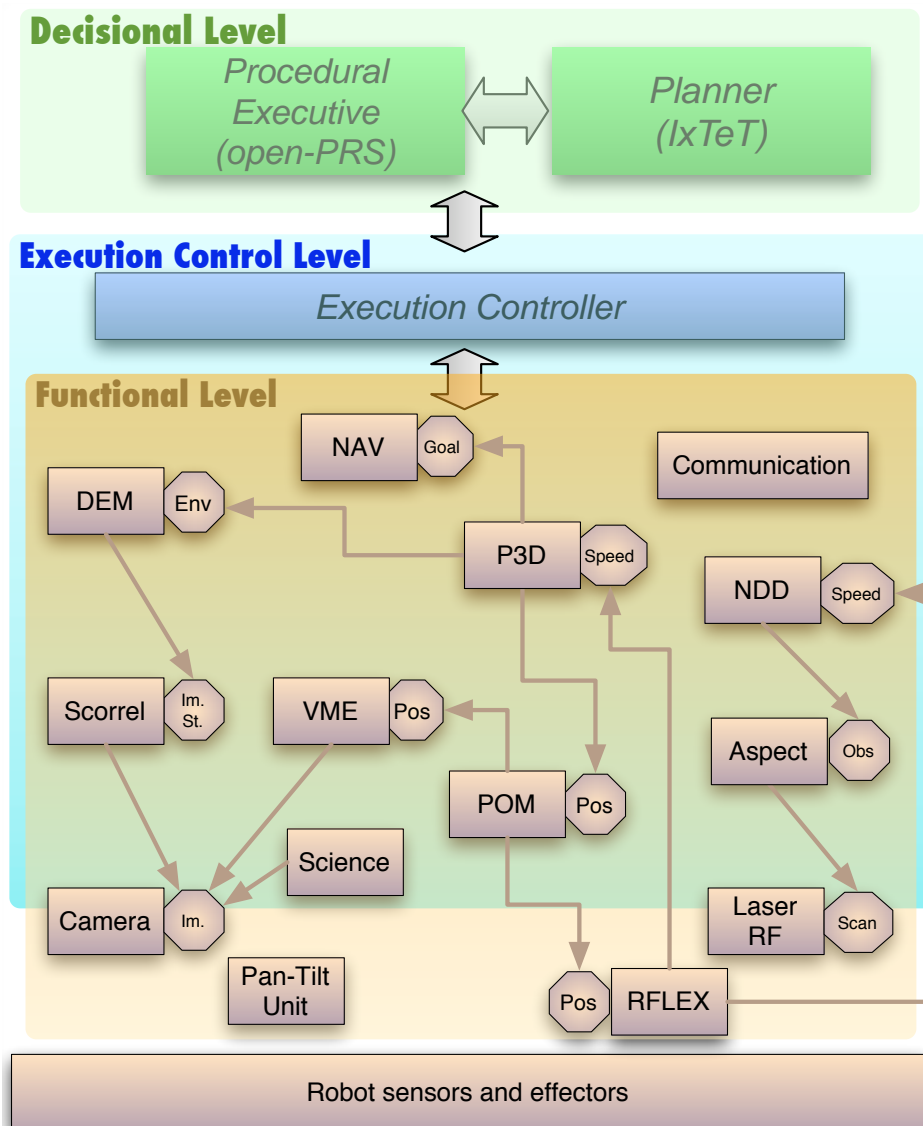 Decisional Level
Procedural
Executive
(open-PRS)
Planner
(IxTeT)
Execution Control Level
Execution Controller
Functional Level
NAV
Goal
Communication
DEM
Env
P3D
Speed
NDD
Speed
Scorrel
Im.
St.
VME
Pos
Aspect
Obs
POM
Pos
Science
Camera
Im.
Laser
RF
Scan
Pan-Tilt
Unit
Pos
RFLEX
Robot sensors and effectors